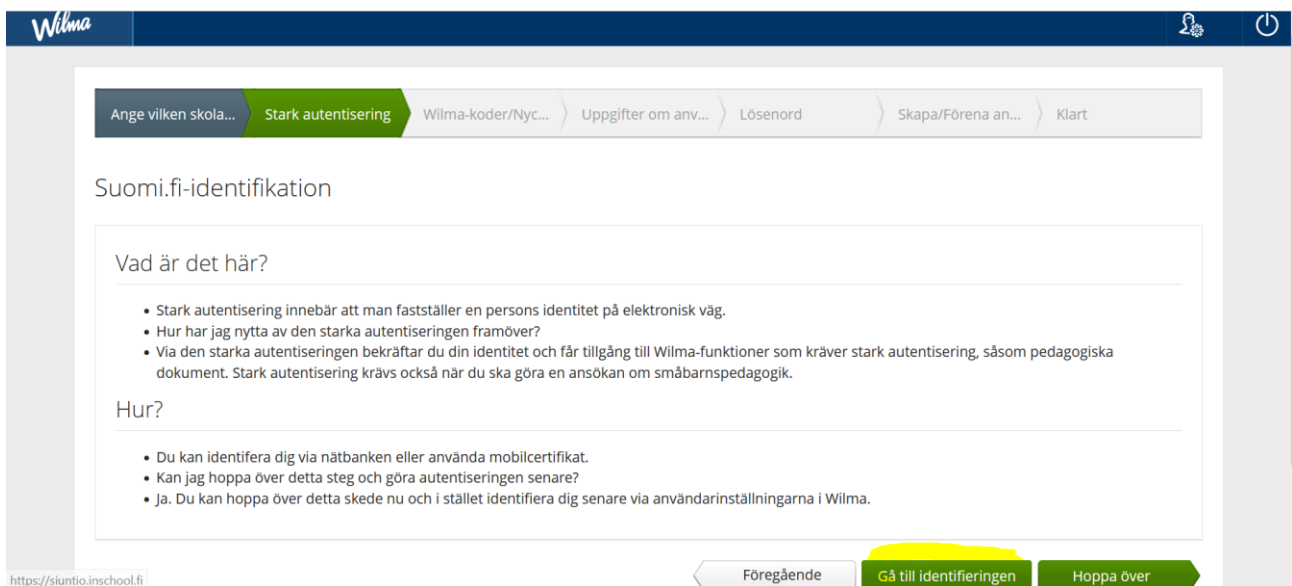 Wilma
Ange vilken skola... Stark autentisering Wilma-koder/Nyc... Uppgifter om anv... Lösenord Skapa/Förena an... Klart
Suomi.fi-identifikation
Vad är det här?
• Stark autentisering innebär att man fastställer en persons identitet på elektronisk väg.
• Hur har jag nytta av den starka autentiseringen framöver?
• Via den starka autentiseringen bekräftar du din identitet och får tillgång till Wilma-funktioner som kräver stark autentisering, såsom pedagogiska
dokument. Stark autentisering krävs också när du ska göra en ansökan om småbarnspedagogik.
Hur?
• Du kan identifera dig via nätbanken eller använda mobilcertifikat.
• Kan jag hoppa över detta steg och göra autentiseringen senare?
• Ja. Du kan hoppa över detta skede nu och i stället identifiera dig senare via användarinställningarna i Wilma.
Föregående Gå till identifieringen Hoppa över
https://siuntio.inschool.fi